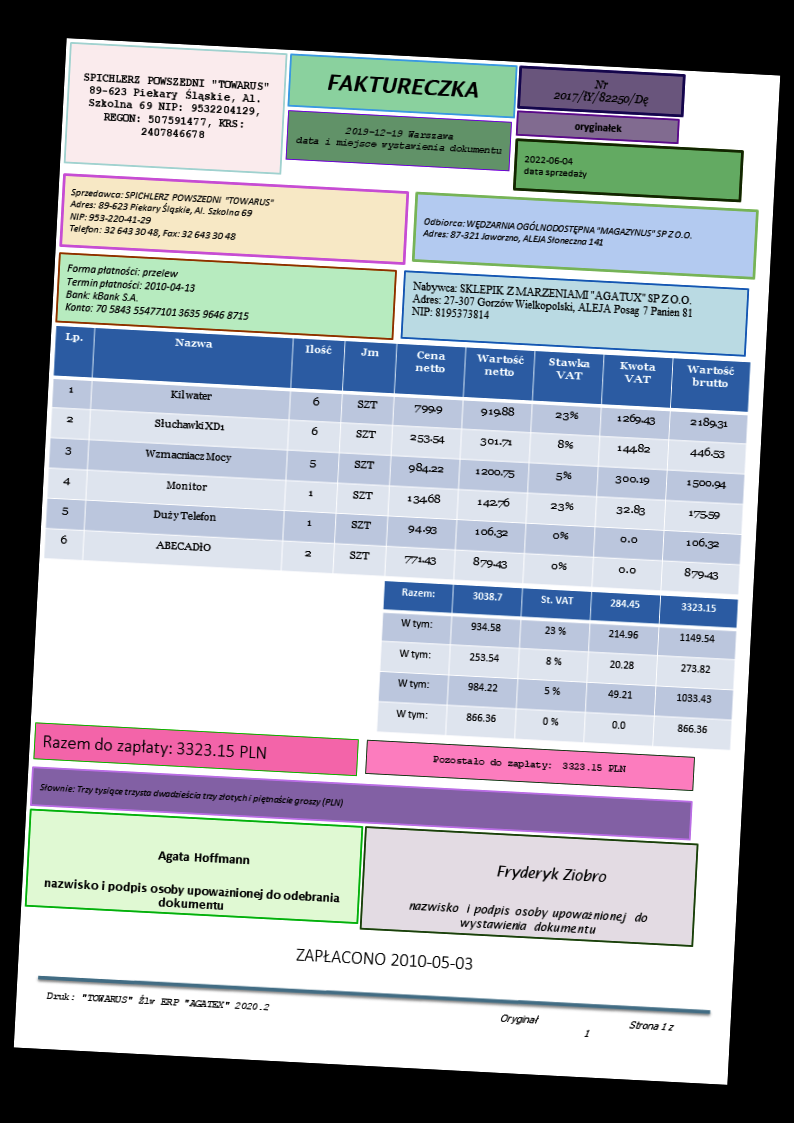 SPICHLERZ POWSZEDNI "TOWARUS"
89-623 Piekary Śląskie, Al.
Szkolna 69 NIP: 9532204129,
REGON: 507591477, KRS:
2407846678
FAKTURECZKA
2019-12-19 Warszawa
data i miejsce wystawienia dokumentu
Nr
2017/łY/82250/Dę
oryginałek
2022-06-04
data sprzedaży
Sprzedawca: SPICHLERZ POWSZEDNI "TOWARUS"
Adres: 89-623 Piekary Śląskie, Al. Szkolna 69
NIP: 953-220-41-29
Telefon: 32 643 30 48, Fax: 32 643 30 48
Odbiorca: WĘDZARNIA OGÓLNODOSTĘPNA "MAGAZYNUS" SP Z O.O.
Adres: 87-321 Jaworzno, ALEJA Słoneczna 141
Forma płatności: przelew
Termin płatności: 2010-04-13
Bank: kBank S.A.
Konto: 70 5843 55477101 3635 9646 8715
Nabywca: SKLEPIK Z MARZENIAMI "AGATUX" SP Z O.O.
Adres: 27-307 Gorzów Wielkopolski, ALEJA Posag 7 Panien 81
NIP: 8195373814
Lp. Nazwa Ilość Jm Cena netto Wartość netto Stawka VAT Kwota VAT Wartość brutto
1 Kilwater 6 SZT 799.9 919.88 23% 1269.43 2189.31
2 Słuchawki XD1 6 SZT 253.54 301.71 8% 144.82 446.53
3 Wzmacniacz Mocy 5 SZT 984.22 1200.75 5% 300.19 1500.94
4 Monitor 1 SZT 134.68 142.76 23% 32.83 175.59
5 Duży Telefon 1 SZT 94.93 106.32 0% 0.0 106.32
6 ABECADłO 2 SZT 771.43 879.43 0% 0.0 879.43
Razem: 3038.7 St. VAT 284.45 3323.15
W tym: 934.58 23 % 214.96 1149.54
W tym: 253.54 8 % 20.28 273.82
W tym: 984.22 5 % 49.21 1033.43
W tym: 866.36 0 % 0.0 866.36
Razem do zapłaty: 3323.15 PLN
Pozostało do zapłaty: 3323.15 PLN
Słownie: Trzy tysiące trzysta dwadzieścia trzy złotych i piętnaście groszy (PLN)
Agata Hoffmann
nazwisko i podpis osoby upoważnionej do odebrania
dokumentu
Fryderyk Ziobro
nazwisko i podpis osoby upoważnionej do
wystawienia dokumentu
ZAPŁACONO 2010-05-03
Druk: "TOWARUS" Źlw ERP "AGATEX" 2020.2
Oryginał
1
Strona 1 z